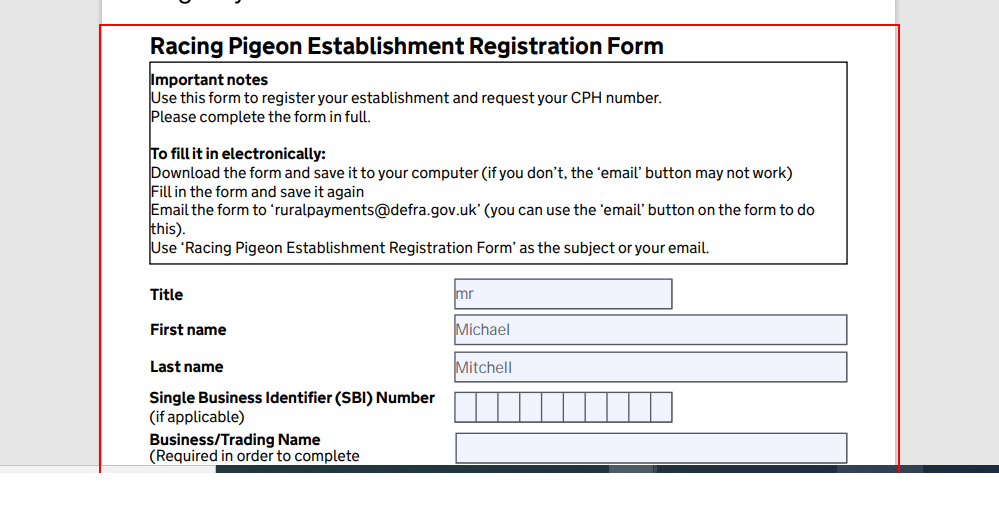 Racing Pigeon Establishment Registration Form
Important notes
Use this form to register your establishment and request your CPH number.
Please complete the form in full.
To fill it in electronically:
Download the form and save it to your computer (if you don't, the 'email' button may not work)
Fill in the form and save it again
Email the form to 'ruralpayments@defra.gov.uk' (you can use the 'email' button on the form to do
this).
Use 'Racing Pigeon Establishment Registration Form' as the subject or your email.
Title mr
First name Michael
Last name Mitchell
Single Business Identifier (SBI) Number
(if applicable)
Business/Trading Name
(Required in order to complete